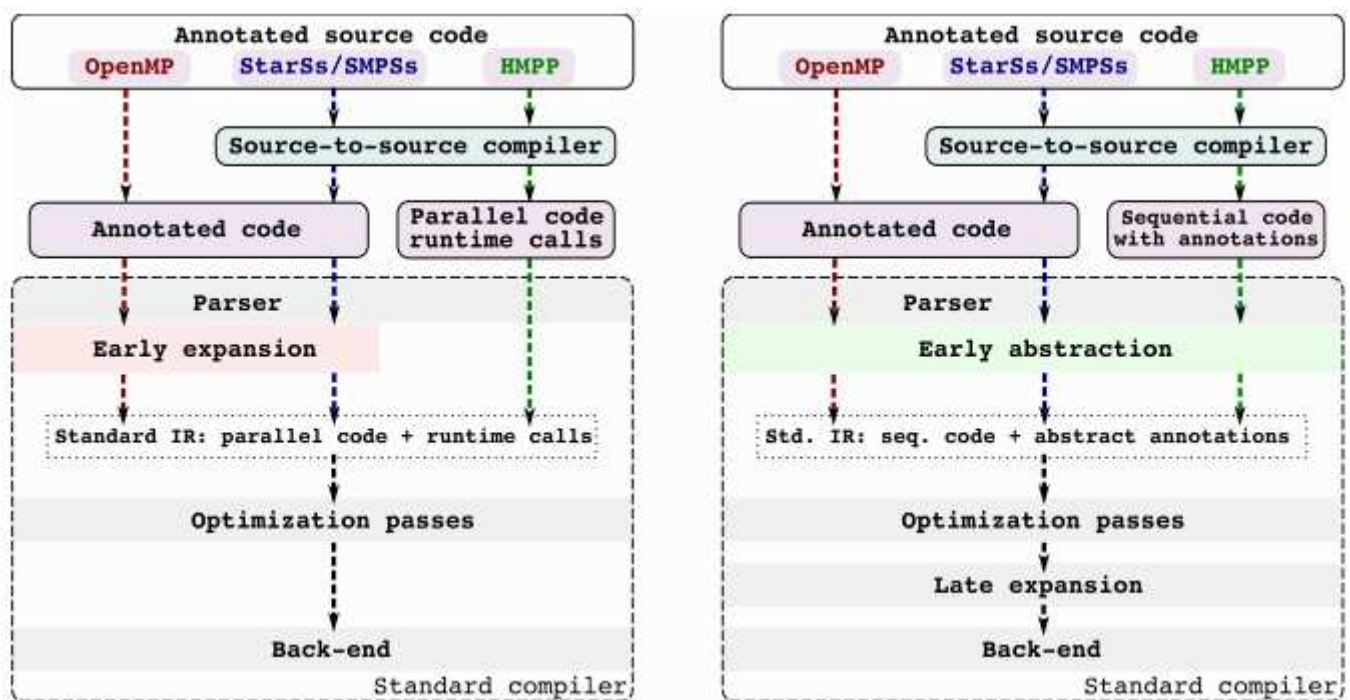 Annotated source code
OpenMP StarSs/SMPSs HMPP
Source-to-source compiler
Annotated code
Parallel code
runtime calls
Parser
Early expansion
Standard IR: parallel code + runtime calls
Optimization passes
Back-end
Standard compiler
Annotated source code
OpenMP StarSs/SMPSs HMPP
Source-to-source compiler
Annotated code
Sequential code
with annotations
Parser
Early abstraction
Std. IR: seq. code + abstract annotations
Optimization passes
Late expansion
Back-end
Standard compiler